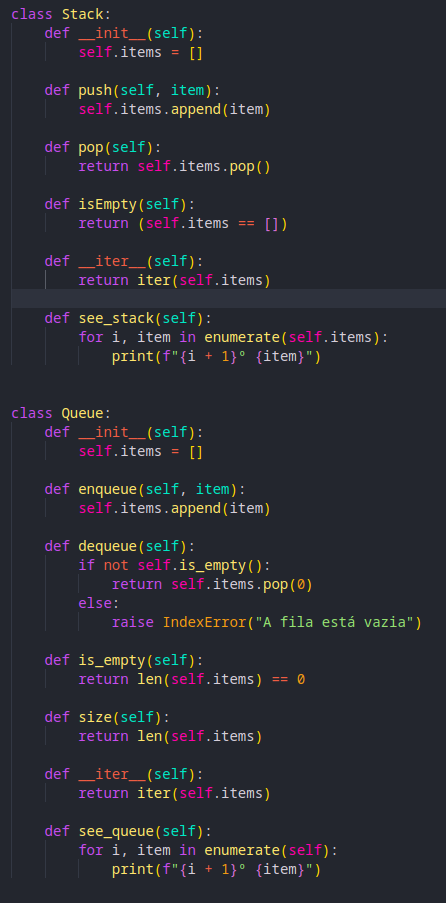 class Stack:
    def __init__(self):
        self.items = []

    def push(self, item):
        self.items.append(item)

    def pop(self):
        return self.items.pop()

    def isEmpty(self):
        return (self.items == [])

    def __iter__(self):
        return iter(self.items)

    def see_stack(self):
        for i, item in enumerate(self.items):
            print(f"{i + 1}° {item}")


class Queue:
    def __init__(self):
        self.items = []

    def enqueue(self, item):
        self.items.append(item)

    def dequeue(self):
        if not self.is_empty():
            return self.items.pop(0)
        else:
            raise IndexError("A fila está vazia")

    def is_empty(self):
        return len(self.items) == 0

    def size(self):
        return len(self.items)

    def __iter__(self):
        return iter(self.items)

    def see_queue(self):
        for i, item in enumerate(self):
            print(f"{i + 1}° {item}")